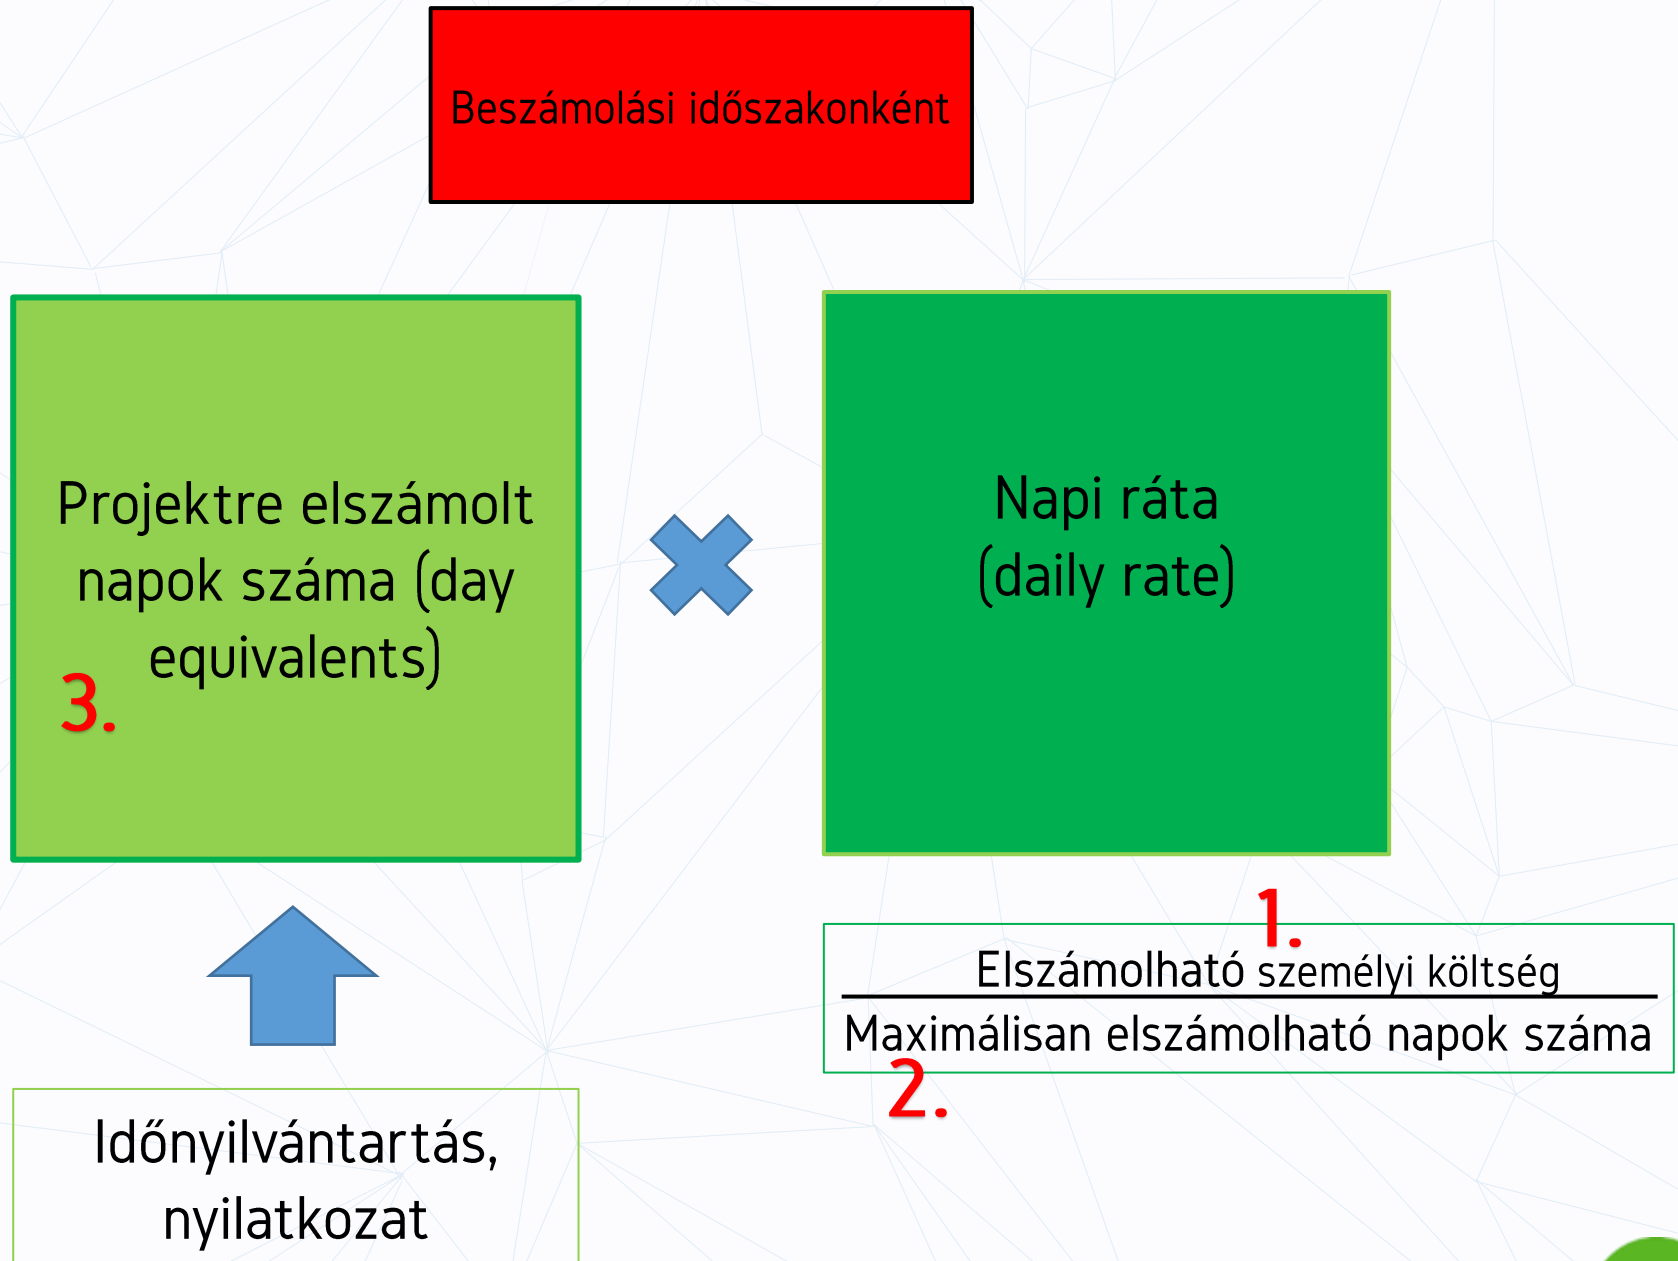 Beszámolási időszakonként
Projektre elszámolt
napok száma (day
equivalents)
3.
Napi ráta
(daily rate)
1.
Elszámolható személyi költség
Maximálisan elszámolható napok száma
2.
Időnyilvántartás,
nyilatkozat